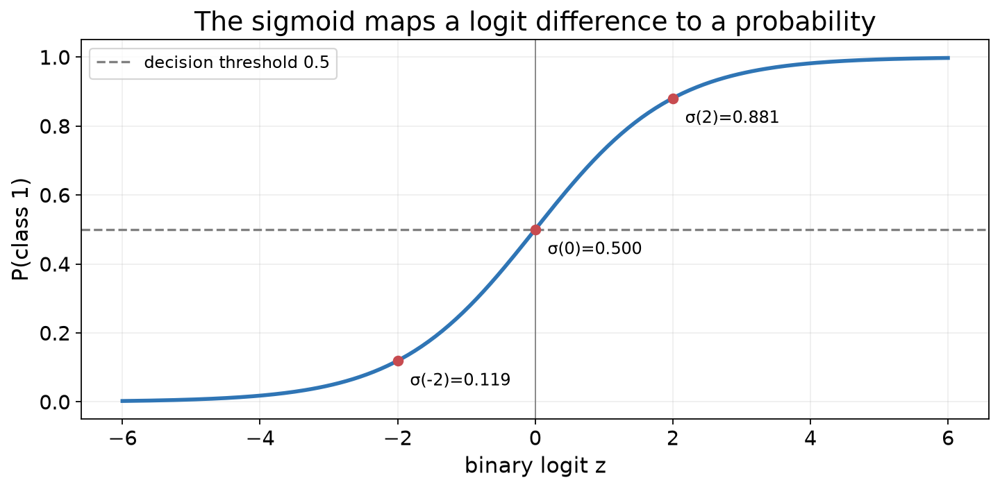 The sigmoid maps a logit difference to a probability
decision threshold 0.5
P(class 1)
1.0
0.8
0.6
0.4
0.2
0.0
σ(2)=0.881
σ(0)=0.500
σ(-2)=0.119
−6
−4
−2
0
2
4
6
binary logit z